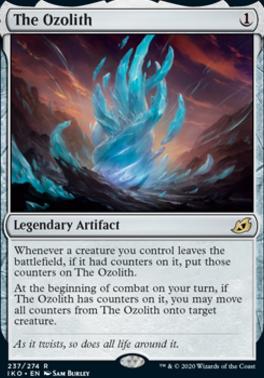 The Ozolith 1
Legendary Artifact
Whenever a creature you control leaves the
battlefield, if it had counters on it, put those
counters on The Ozolith.
At the beginning of combat on your turn, if
The Ozolith has counters on it, you may move
all counters from The Ozolith onto target
creature.
As it twists, so does all life around it.
237/274 R
IKO • EN SAM BURLEY
™ & © 2020 Wizards of the Coast